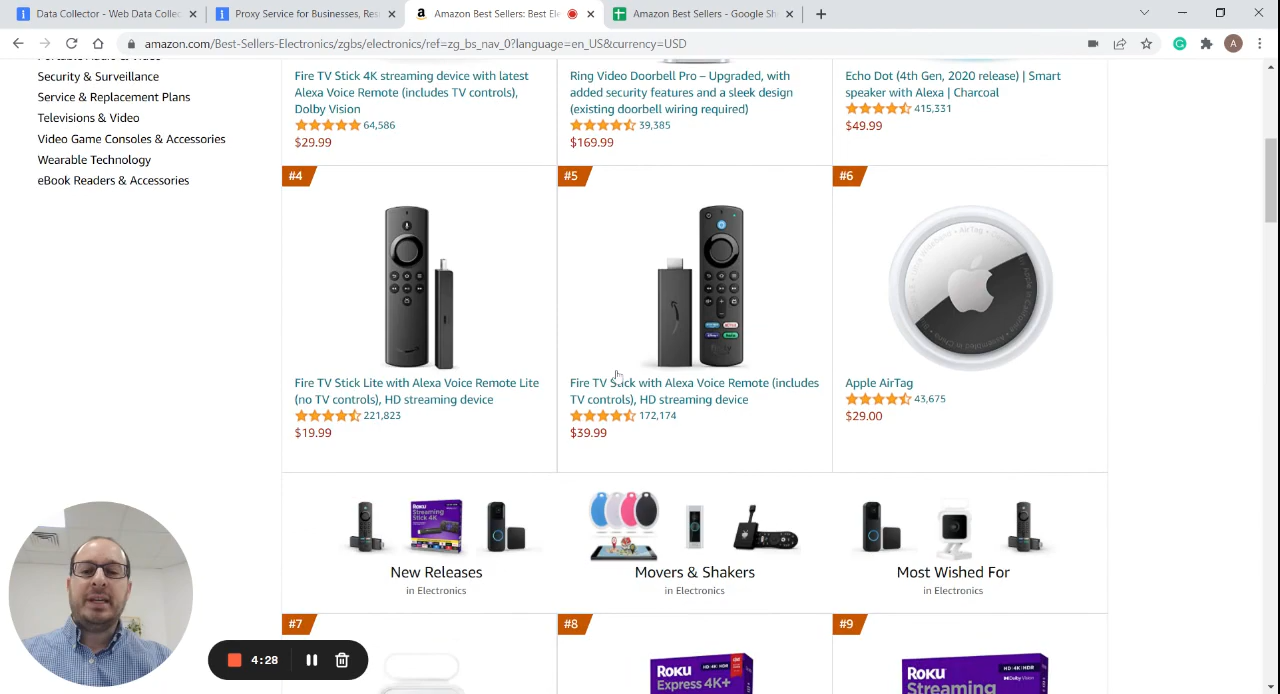 Data Collector - Web Data Collec
Proxy Service for Businesses, Res
Amazon Best Sellers: Best Ele
Amazon Best Sellers - Google Sh
amazon.com/Best-Sellers-Electronics/zgbs/electronics/ref=zg_bs_nav_0?language=en_US&currency=USD
A
Security & Surveillance
Service & Replacement Plans
Televisions & Video
Video Game Consoles & Accessories
Wearable Technology
eBook Readers & Accessories
Fire TV Stick 4K streaming device with latest
Alexa Voice Remote (includes TV controls),
Dolby Vision
64,586
$29.99
Ring Video Doorbell Pro – Upgraded, with
added security features and a sleek design
(existing doorbell wiring required)
39,385
$169.99
Echo Dot (4th Gen, 2020 release) | Smart
speaker with Alexa | Charcoal
415,331
$49.99
#4
Fire TV Stick Lite with Alexa Voice Remote Lite
(no TV controls), HD streaming device
221,823
$19.99
#5
Fire TV Stick with Alexa Voice Remote (includes
TV controls), HD streaming device
172,174
$39.99
#6
Apple AirTag
43,675
$29.00
Roku
Streaming
Stick 4K
New Releases
in Electronics
Movers & Shakers
in Electronics
Most Wished For
in Electronics
#7
#8
Roku
Express 4K+
#9
Roku
Streaming
4:28